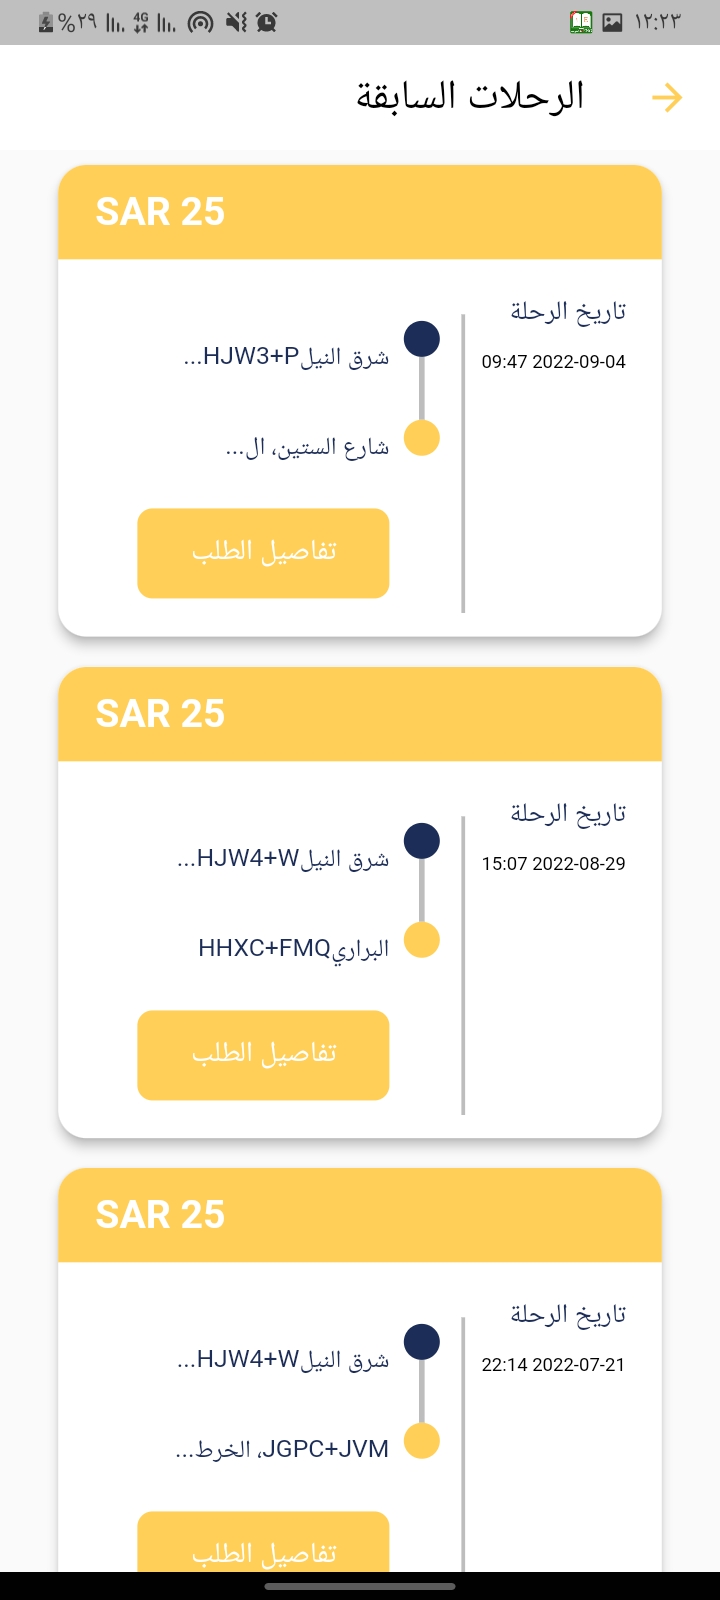 ١٢:٢٣
%٢٩
4G
الرحلات السابقة
SAR 25
تاريخ الرحلة
2022-09-04 09:47
شرق النيلHJW3+P...
شارع الستين، ال...
تفاصيل الطلب
SAR 25
تاريخ الرحلة
2022-08-29 15:07
شرق النيلHJW4+W...
البراريHHXC+FMQ
تفاصيل الطلب
SAR 25
تاريخ الرحلة
2022-07-21 22:14
شرق النيلHJW4+W...
JGPC+JVM، الخرط...
تفاصيل الطلب